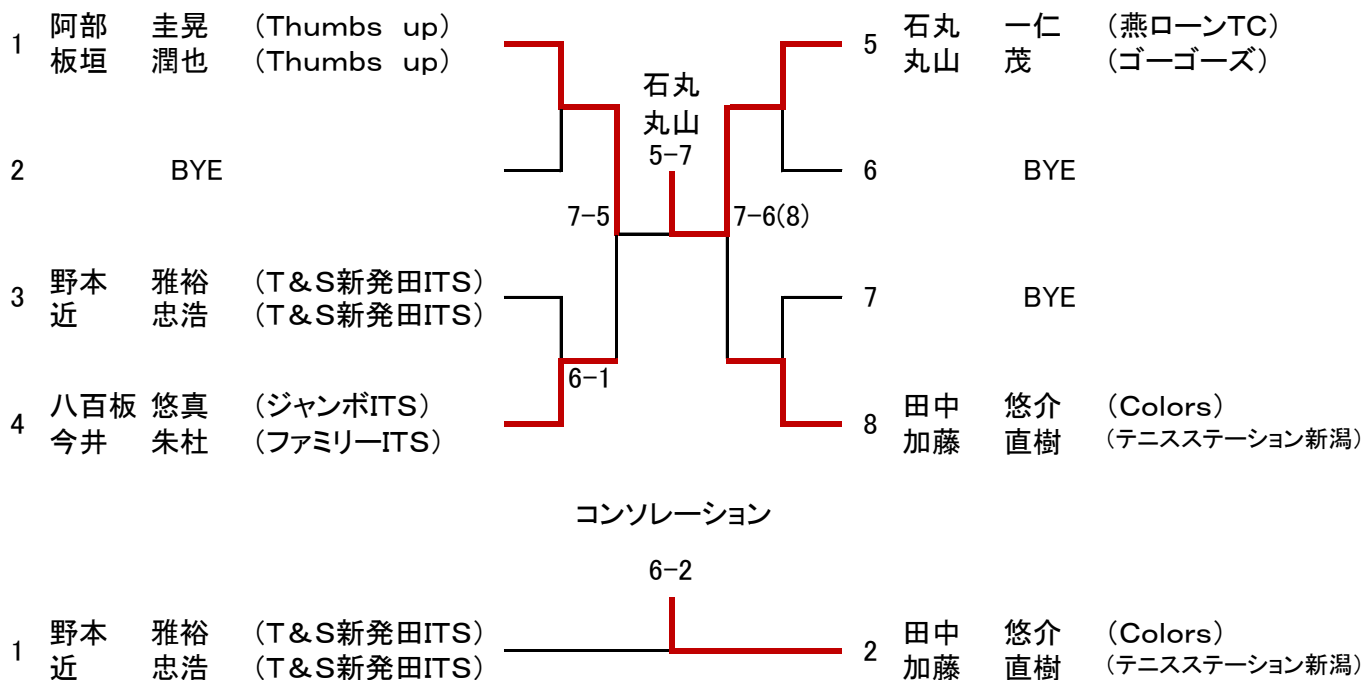 1 阿部 圭晃 (Thumbs up) 石丸 一仁 (燕ローンTC) 5
板垣 潤也 (Thumbs up) 丸山 茂 (ゴーゴーズ)
石丸
丸山
5-7
2 BYE 6 BYE
7-5 7-6(8)
3 野本 雅裕 (T&S新発田ITS) 7 BYE
近 忠浩 (T&S新発田ITS)
6-1
4 八百板 悠真 (ジャンボITS) 8 田中 悠介 (Colors)
今井 朱杜 (ファミリーITS) 加藤 直樹 (テニスステーション新潟)
コンソレーション
6-2
1 野本 雅裕 (T&S新発田ITS) 2 田中 悠介 (Colors)
近 忠浩 (T&S新発田ITS) 加藤 直樹 (テニスステーション新潟)